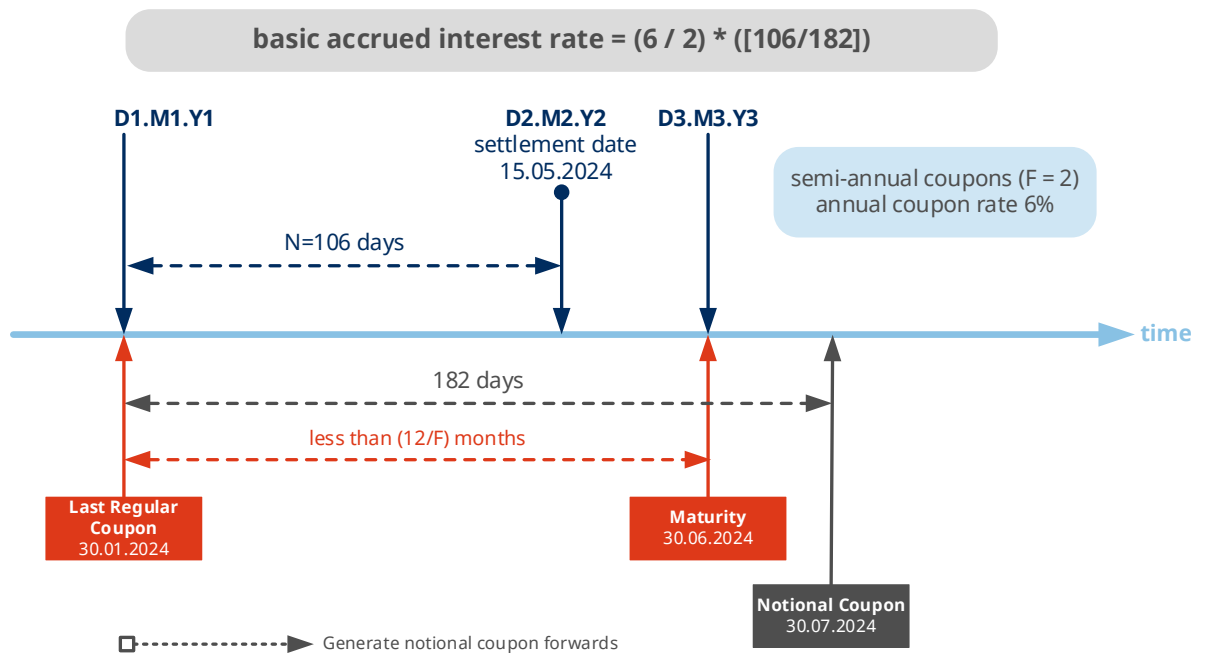 basic accrued interest rate = (6 / 2) * ([106/182])
D1.M1.Y1
D2.M2.Y2
settlement date
15.05.2024
D3.M3.Y3
semi-annual coupons (F = 2)
annual coupon rate 6%
N=106 days
time
182 days
less than (12/F) months
Last Regular
Coupon
30.01.2024
Maturity
30.06.2024
Notional Coupon
30.07.2024
Generate notional coupon forwards